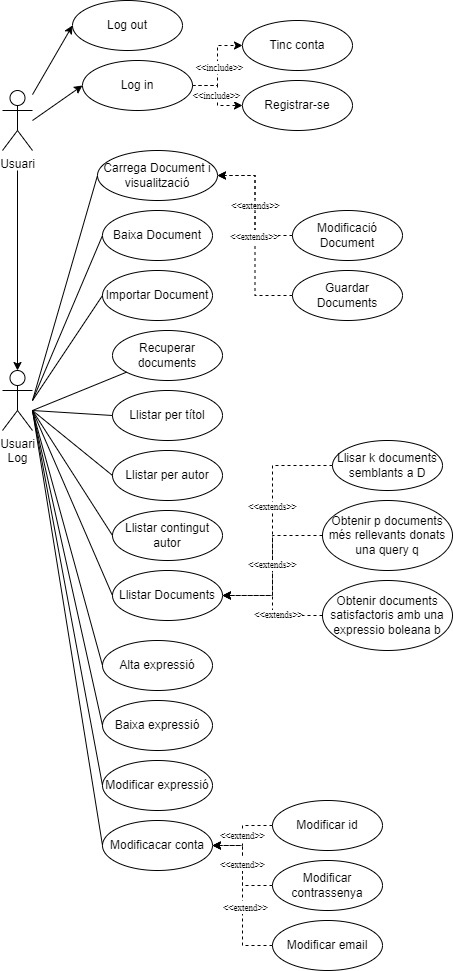 Log out
Log in
Tinc conta
<<include>>
<<include>>
Registrar-se
Usuari
Carrega Document i
visualització
<<extends>>
Baixa Document
<<extends>>
Modificació
Document
Importar Document
Guardar
Documents
Recuperar
documents
Usuari
Log
Llistar per títol
Llistar per autor
Llisar k documents
semblants a D
<<extends>>
Llistar contingut
autor
Obtenir p documents
més rellevants donats
una query q
<<extends>>
Llistar Documents
<<extends>>
Obtenir documents
satisfactoris amb una
expressio boleana b
Alta expressió
Baixa expressió
Modificar expressió
Modificacar conta
<<extend>>
Modificar id
<<extend>>
Modificar
contrassenya
<<extend>>
Modificar email